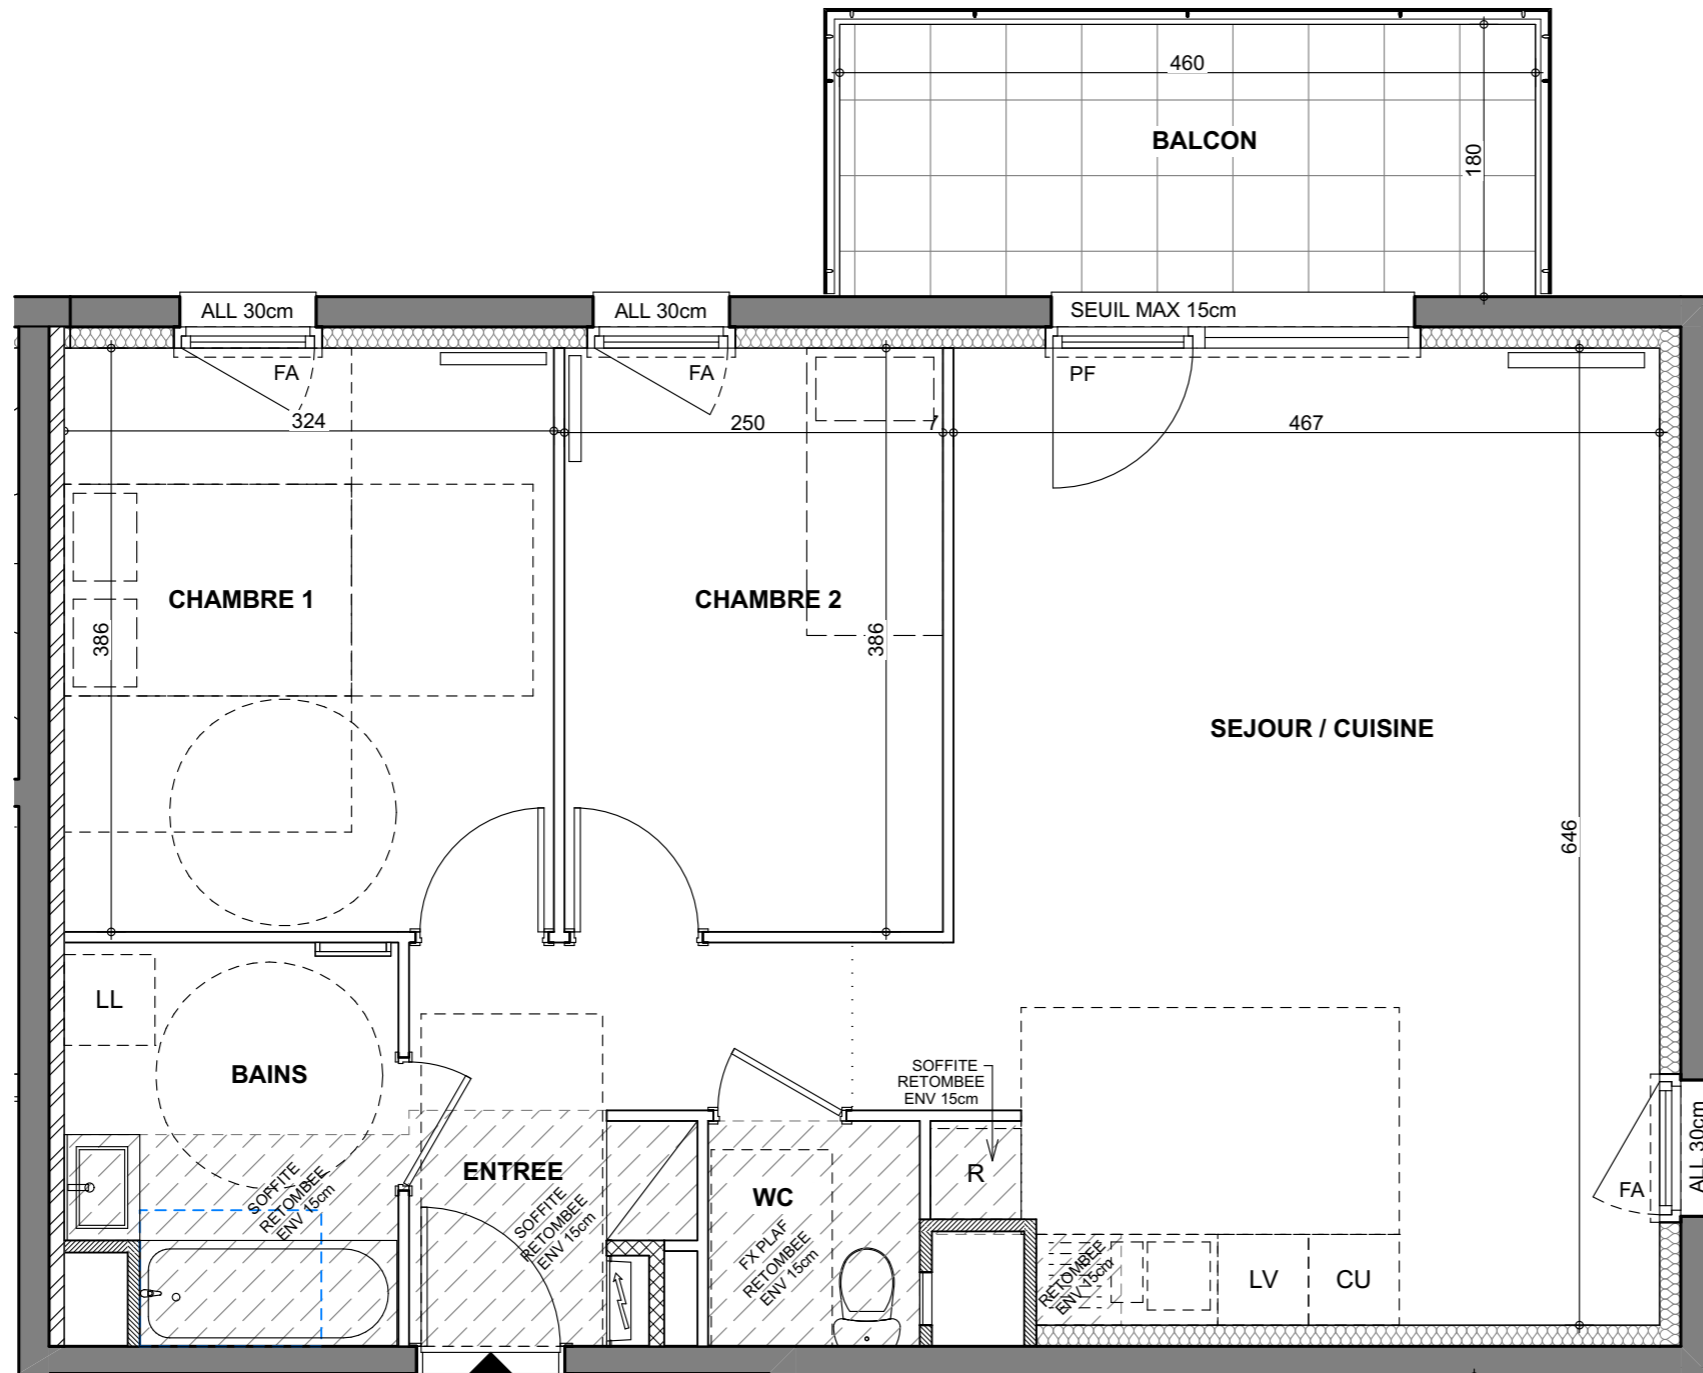 460
BALCON
180
ALL 30cm
ALL 30cm
SEUIL MAX 15cm
FA
FA
PF
324
250
7
467
CHAMBRE 1
CHAMBRE 2
386
386
SEJOUR / CUISINE
646
LL
BAINS
SOFFITE
RETOMBEE
ENV 15cm
ENTREE
SOFFITE
RETOMBEE
ENV 15cm
SOFFITE
RETOMBEE
ENV 15cm
WC
FX PLAF
RETOMBEE
ENV 15cm
R
RETOMBEE
ENV 15cm
LV
CU
FA
ALL 30cm